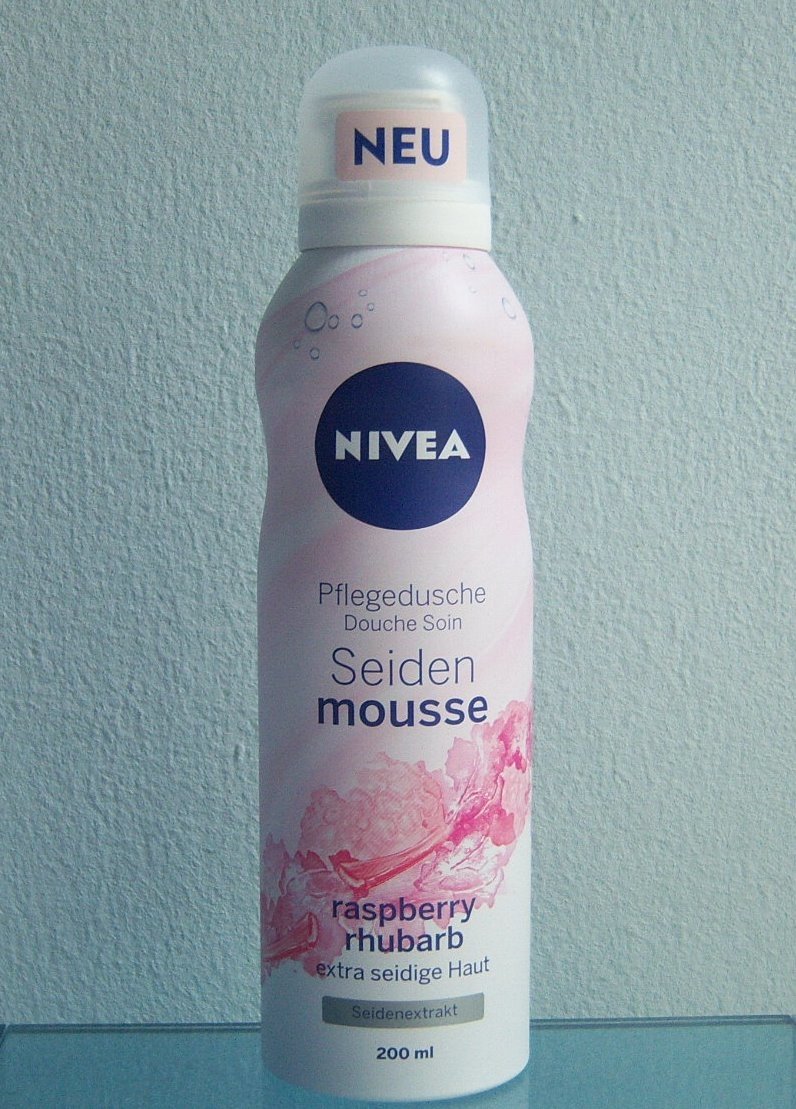 NEU
NIVEA
Pflegedusche
Douche Soin
Seiden
mousse
raspberry
rhubarb
extra seidige Haut
Seidenextrakt
200 ml